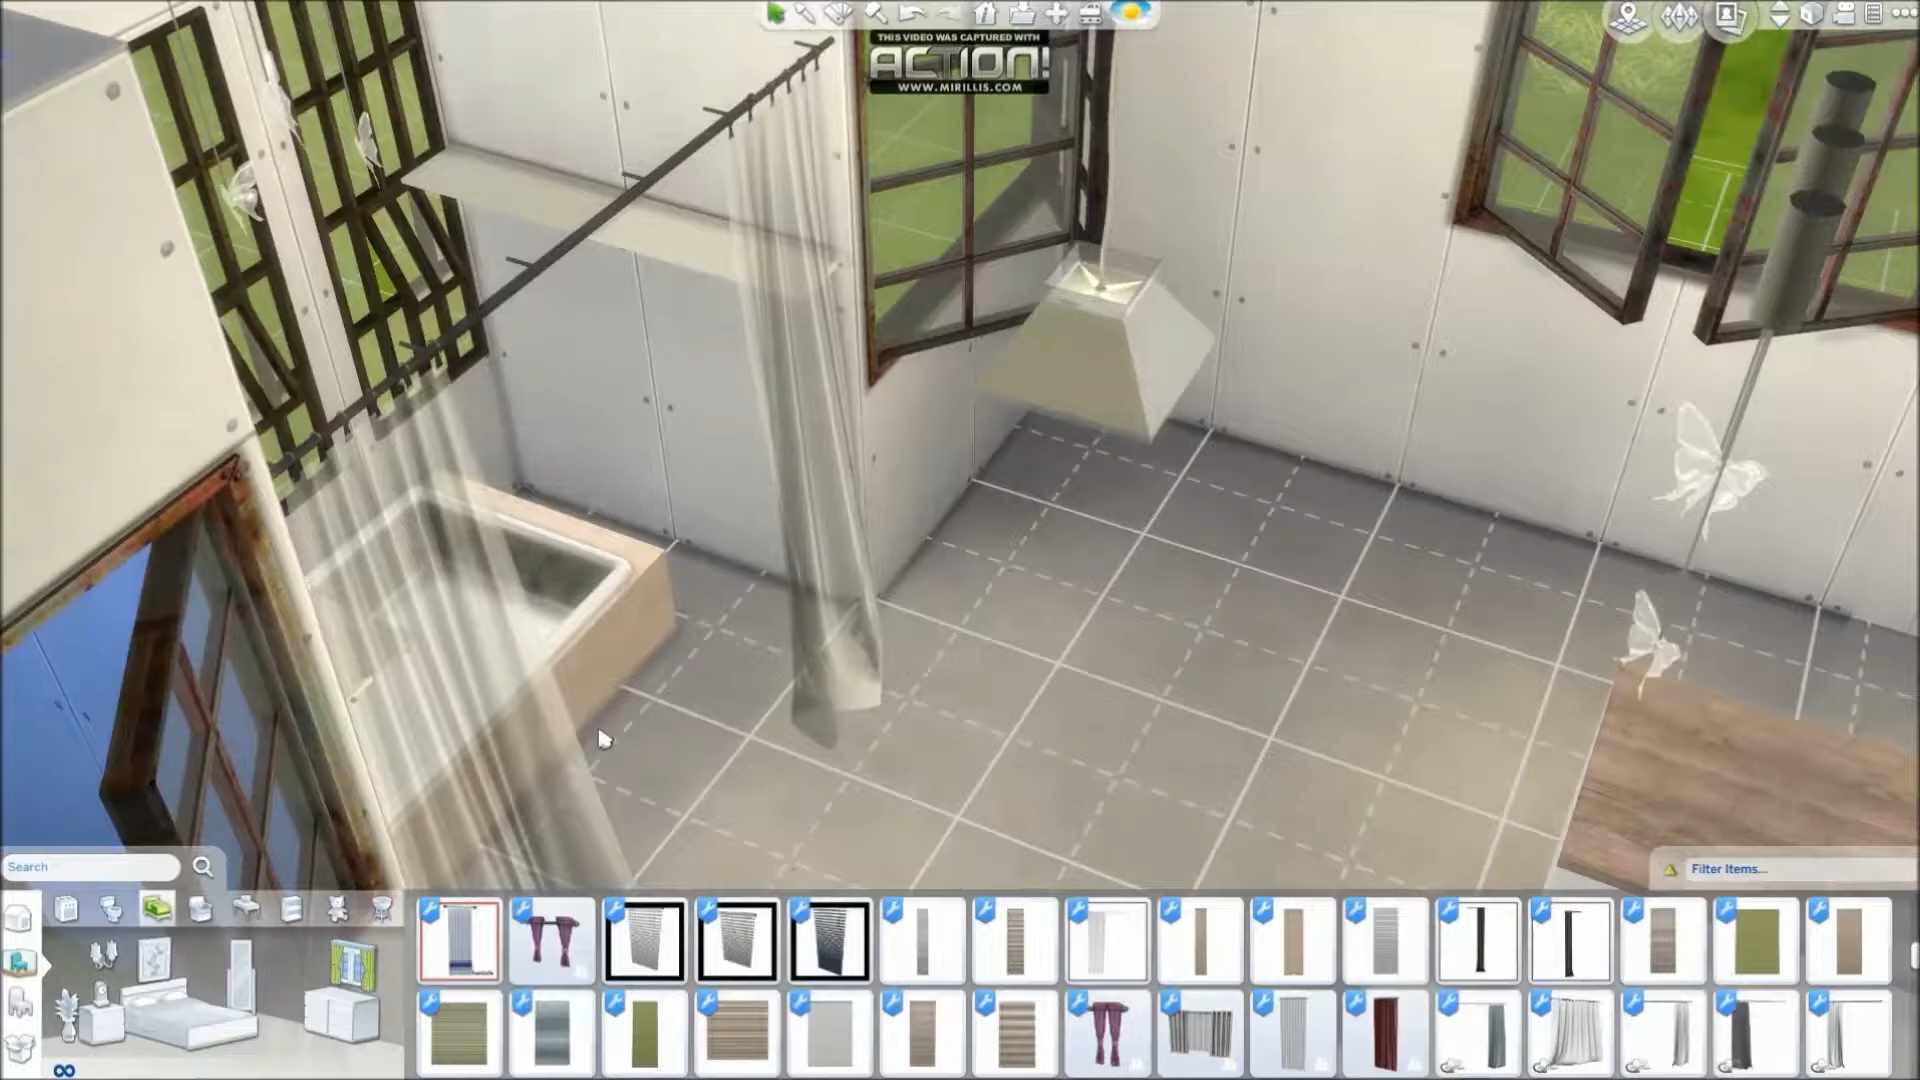 THIS VIDEO WAS CAPTURED WITH
ACTION!
WWW.MIRILLIS.COM
Search
Filter Items...